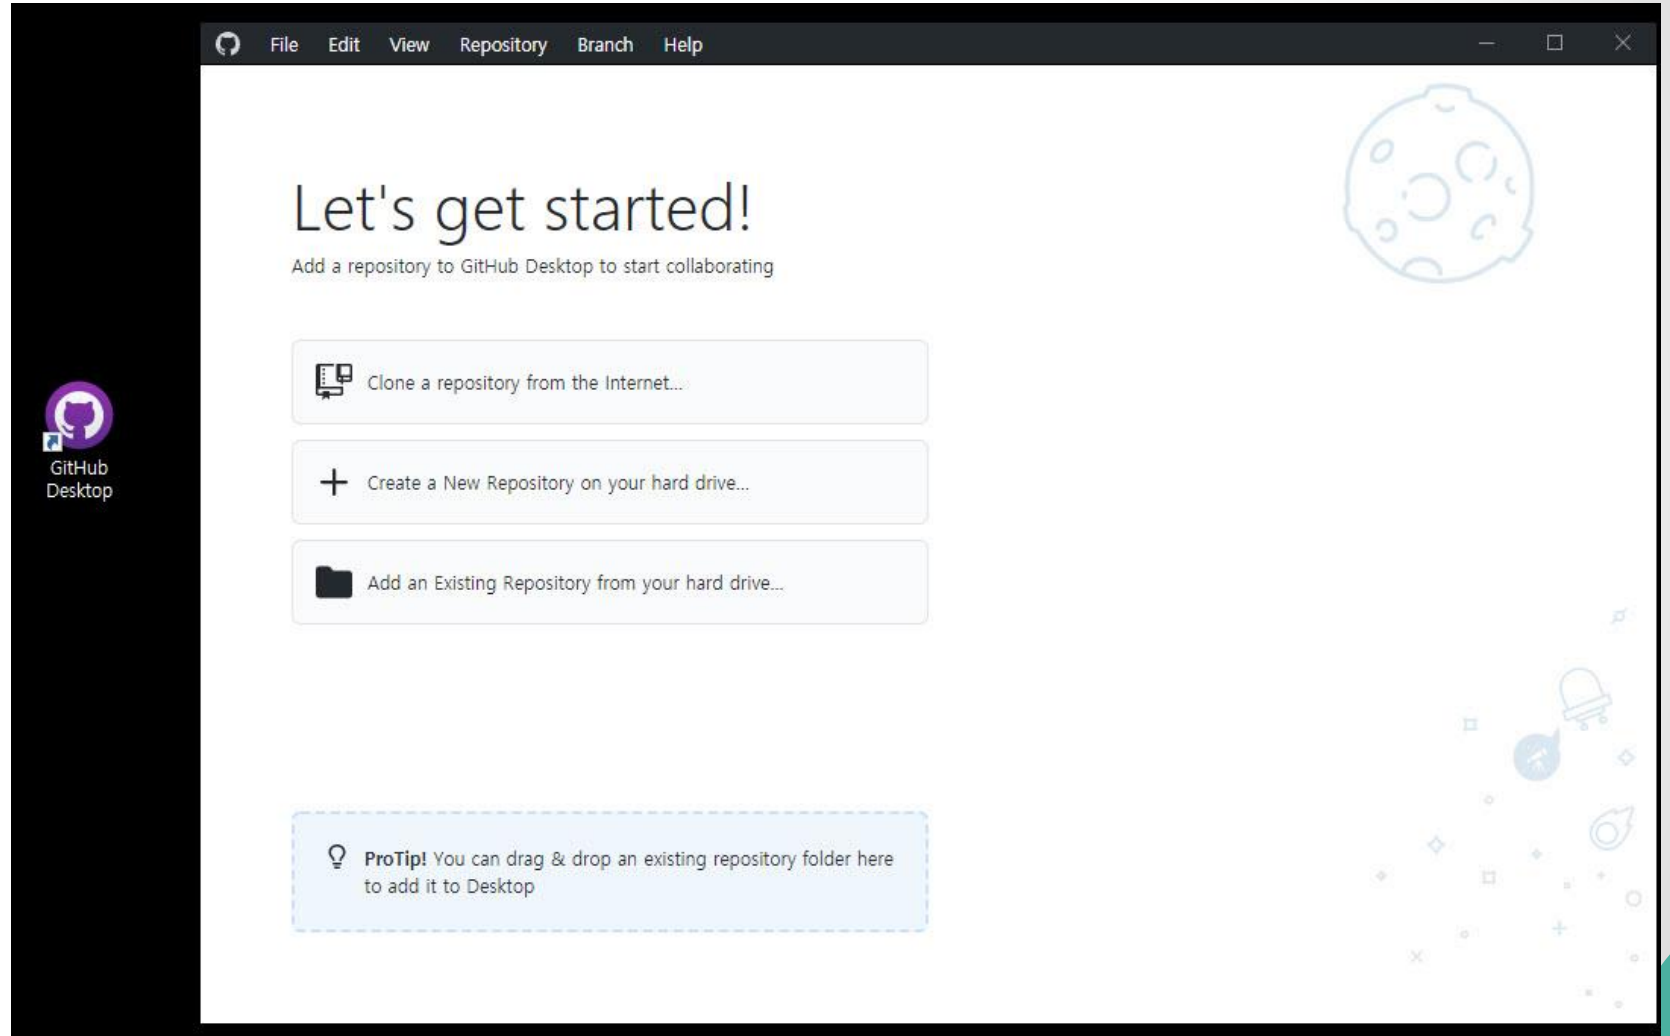 File Edit View Repository Branch Help
Let's get started!
Add a repository to GitHub Desktop to start collaborating
Clone a repository from the Internet...
Create a New Repository on your hard drive...
Add an Existing Repository from your hard drive...
GitHub
Desktop
ProTip! You can drag & drop an existing repository folder here
to add it to Desktop